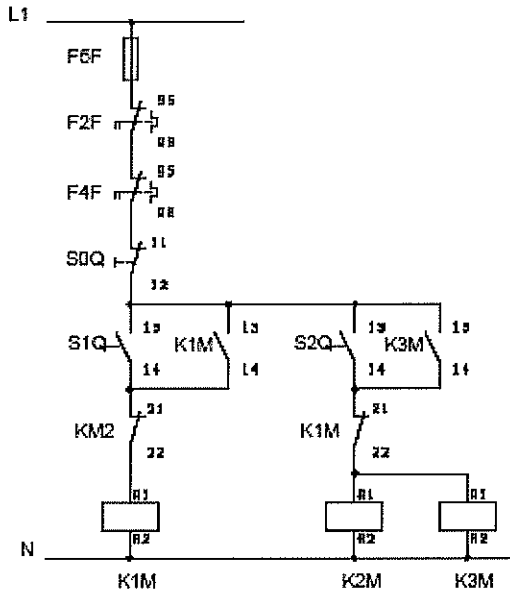 L1
F5F
F2F 95
96
F4F 95
96
S0Q 11
12
S1Q 13 K1M 13 S2Q 13 K3M 13
14 14 14 14
KM2 21 K1M 21
22 22
A1 A1 A1
A2 A2 A2
N
K1M K2M K3M